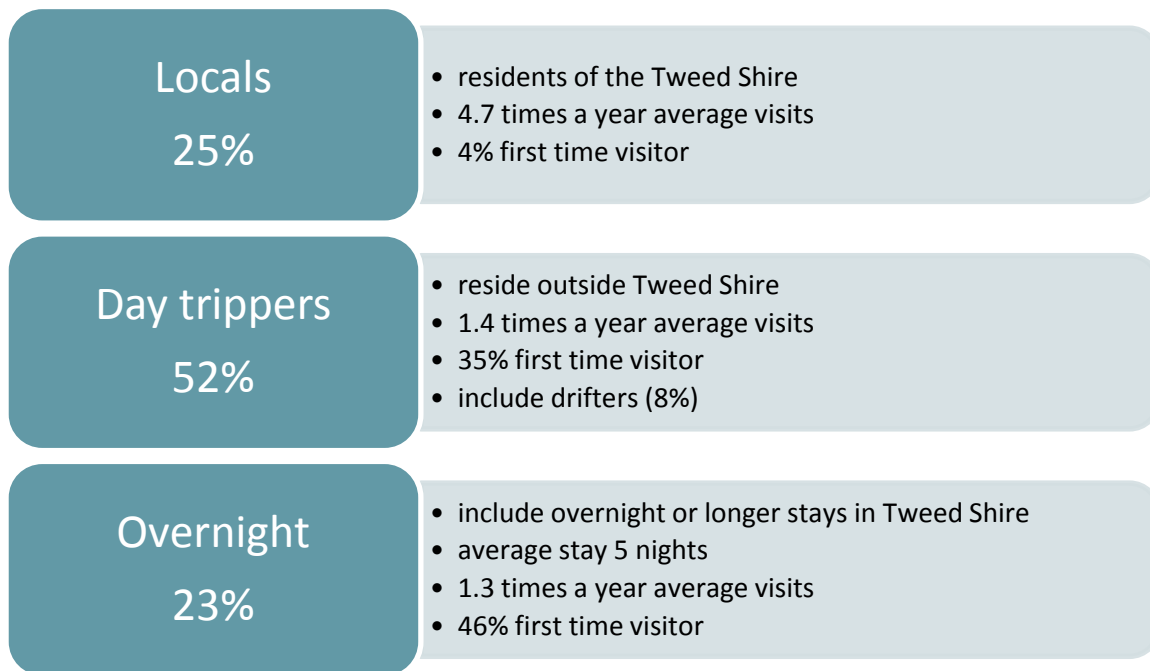 Locals
25%
• residents of the Tweed Shire
• 4.7 times a year average visits
• 4% first time visitor
Day trippers
52%
• reside outside Tweed Shire
• 1.4 times a year average visits
• 35% first time visitor
• include drifters (8%)
Overnight
23%
• include overnight or longer stays in Tweed Shire
• average stay 5 nights
• 1.3 times a year average visits
• 46% first time visitor